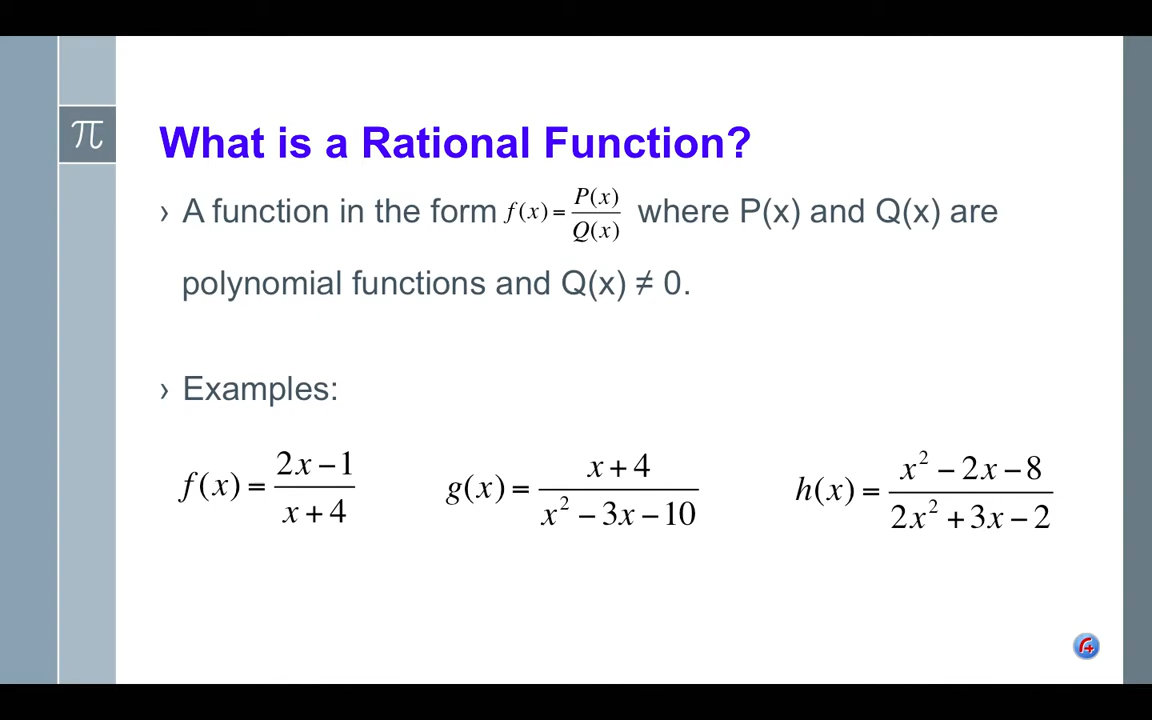 π
What is a Rational Function?
› A function in the form f(x) = P(x)/Q(x) where P(x) and Q(x) are
polynomial functions and Q(x) ≠ 0.
› Examples:
f(x) = (2x − 1)/(x + 4) g(x) = (x + 4)/(x² − 3x − 10) h(x) = (x² − 2x − 8)/(2x² + 3x − 2)